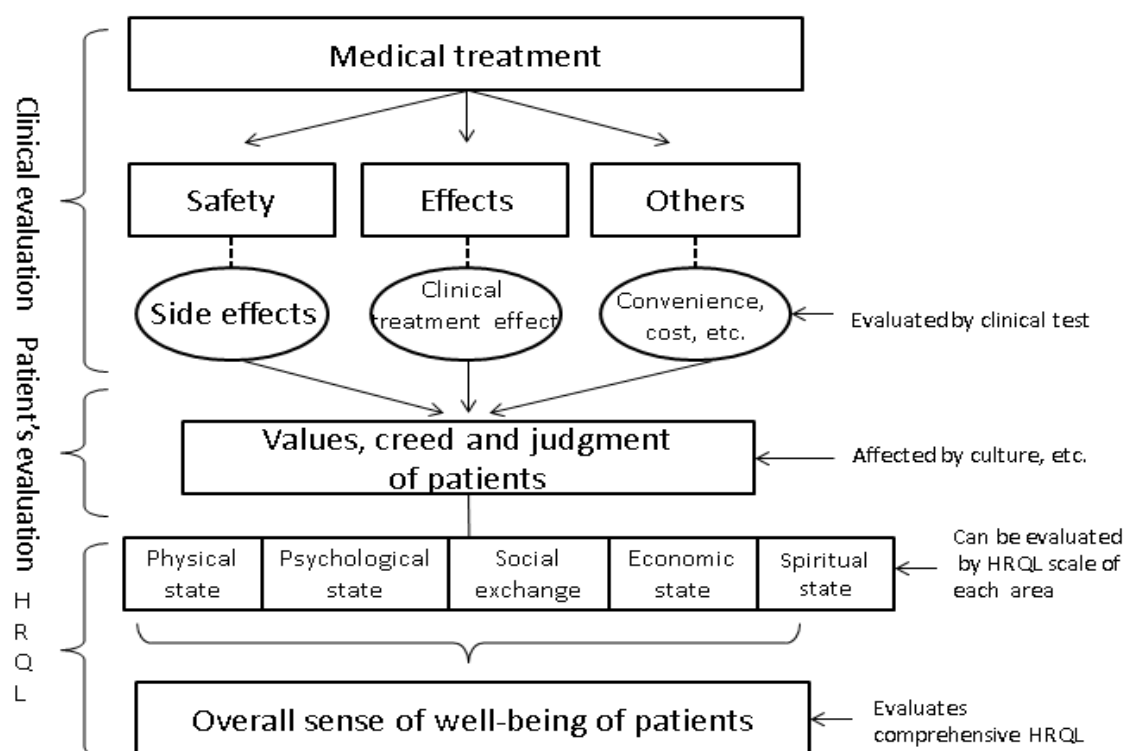 Medical treatment
Safety
Effects
Others
Side effects
Clinical
treatment effect
Convenience,
cost, etc.
Evaluated by clinical test
Values, creed and judgment
of patients
Affected by culture, etc.
Physical
state
Psychological
state
Social
exchange
Economic
state
Spiritual
state
Can be evaluated
by HRQL scale of
each area
Overall sense of well-being of patients
Evaluates
comprehensive HRQL
Clinical evaluation
Patient's evaluation
H
R
Q
L